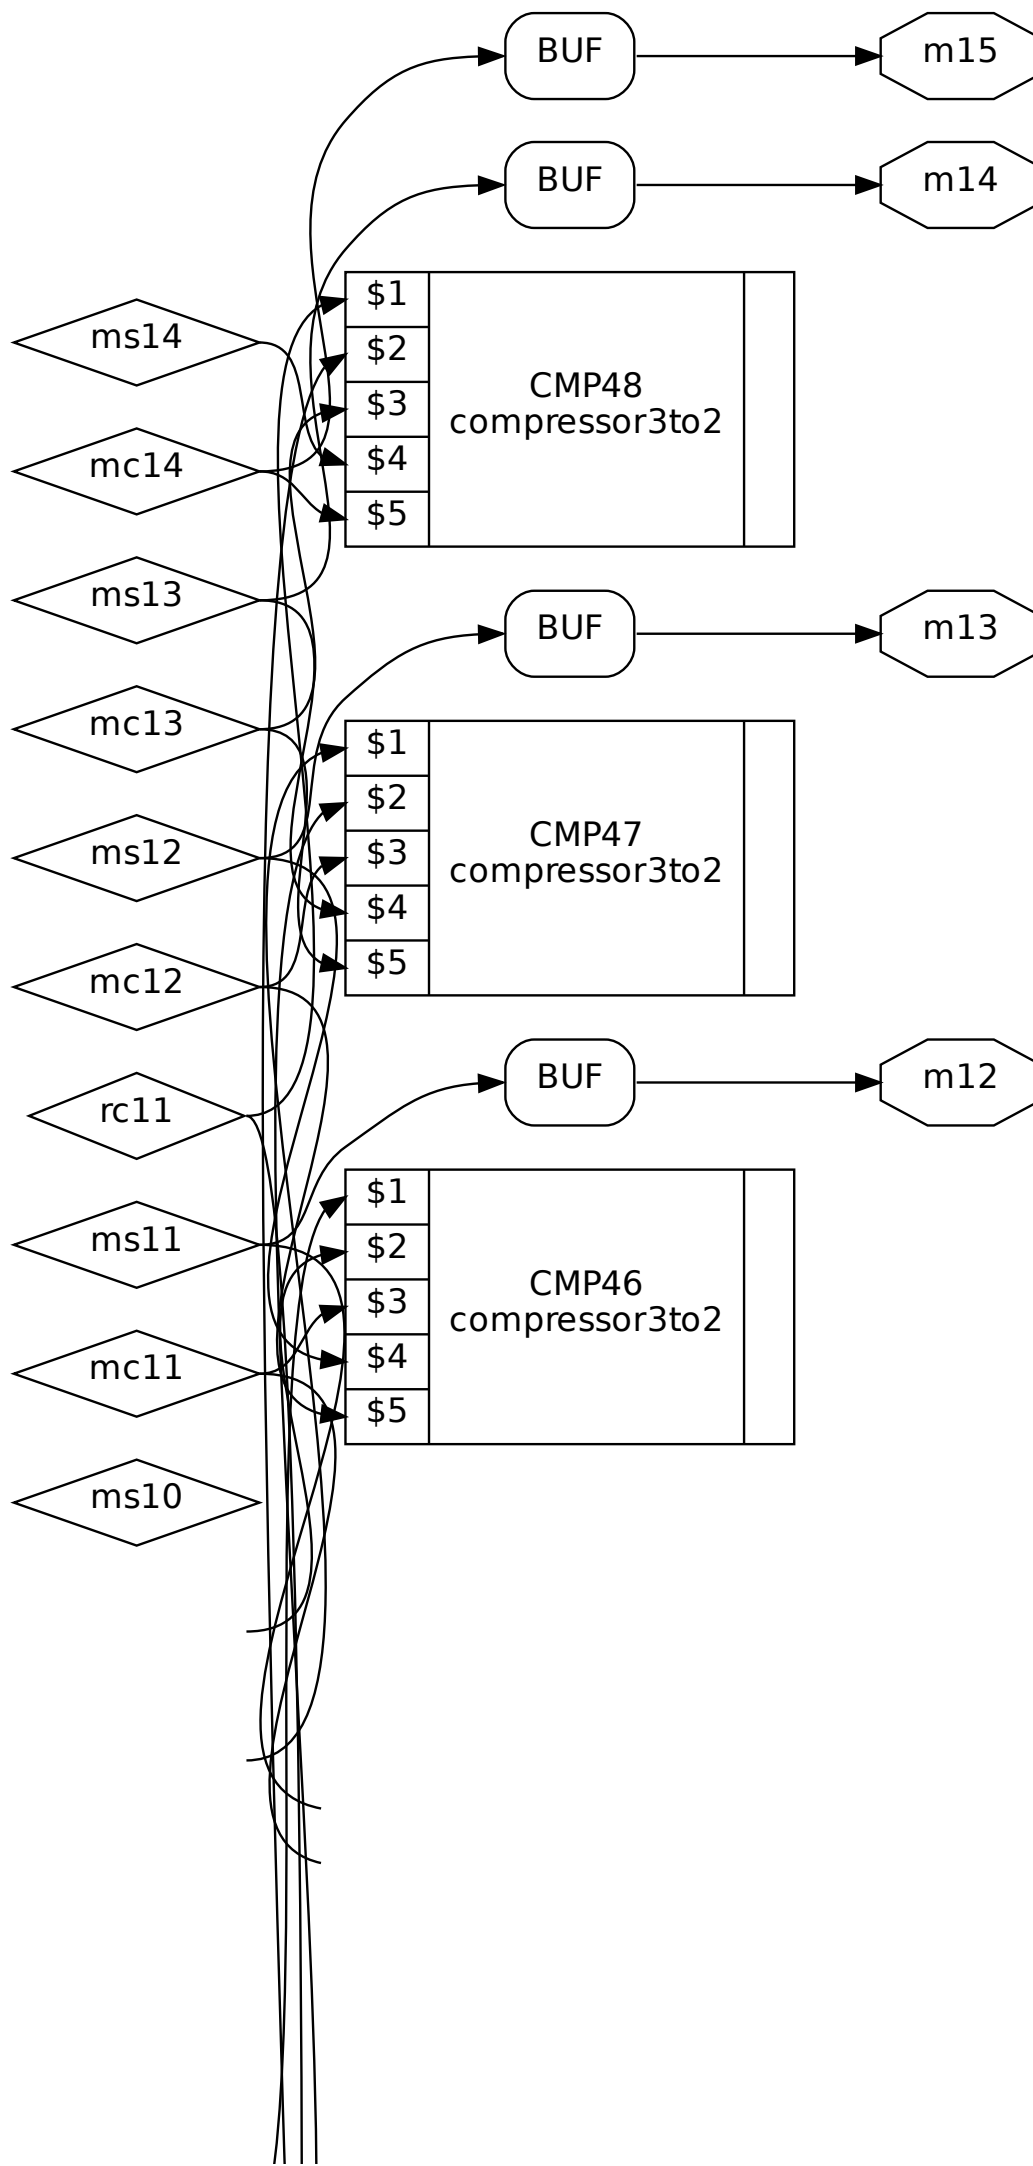 BUF
m15
BUF
m14
ms14
mc14
ms13
mc13
ms12
mc12
rc11
ms11
mc11
ms10
$1
$2
$3
$4
$5
CMP48
compressor3to2
BUF
m13
$1
$2
$3
$4
$5
CMP47
compressor3to2
BUF
m12
$1
$2
$3
$4
$5
CMP46
compressor3to2